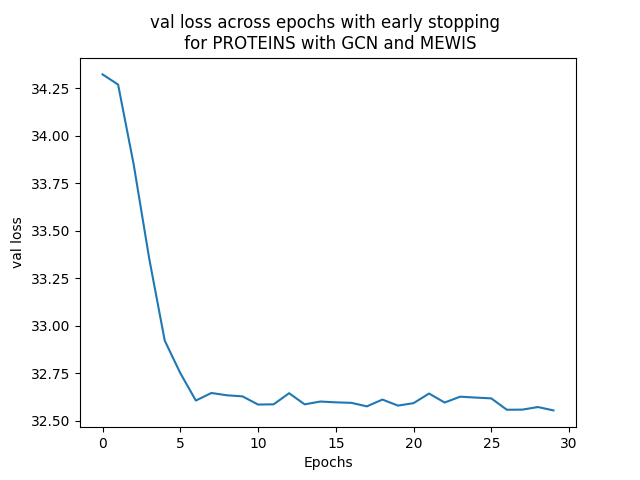 val loss across epochs with early stopping
for PROTEINS with GCN and MEWIS
34.25
34.00
33.75
33.50
33.25
33.00
32.75
32.50
val loss
0 5 10 15 20 25 30
Epochs